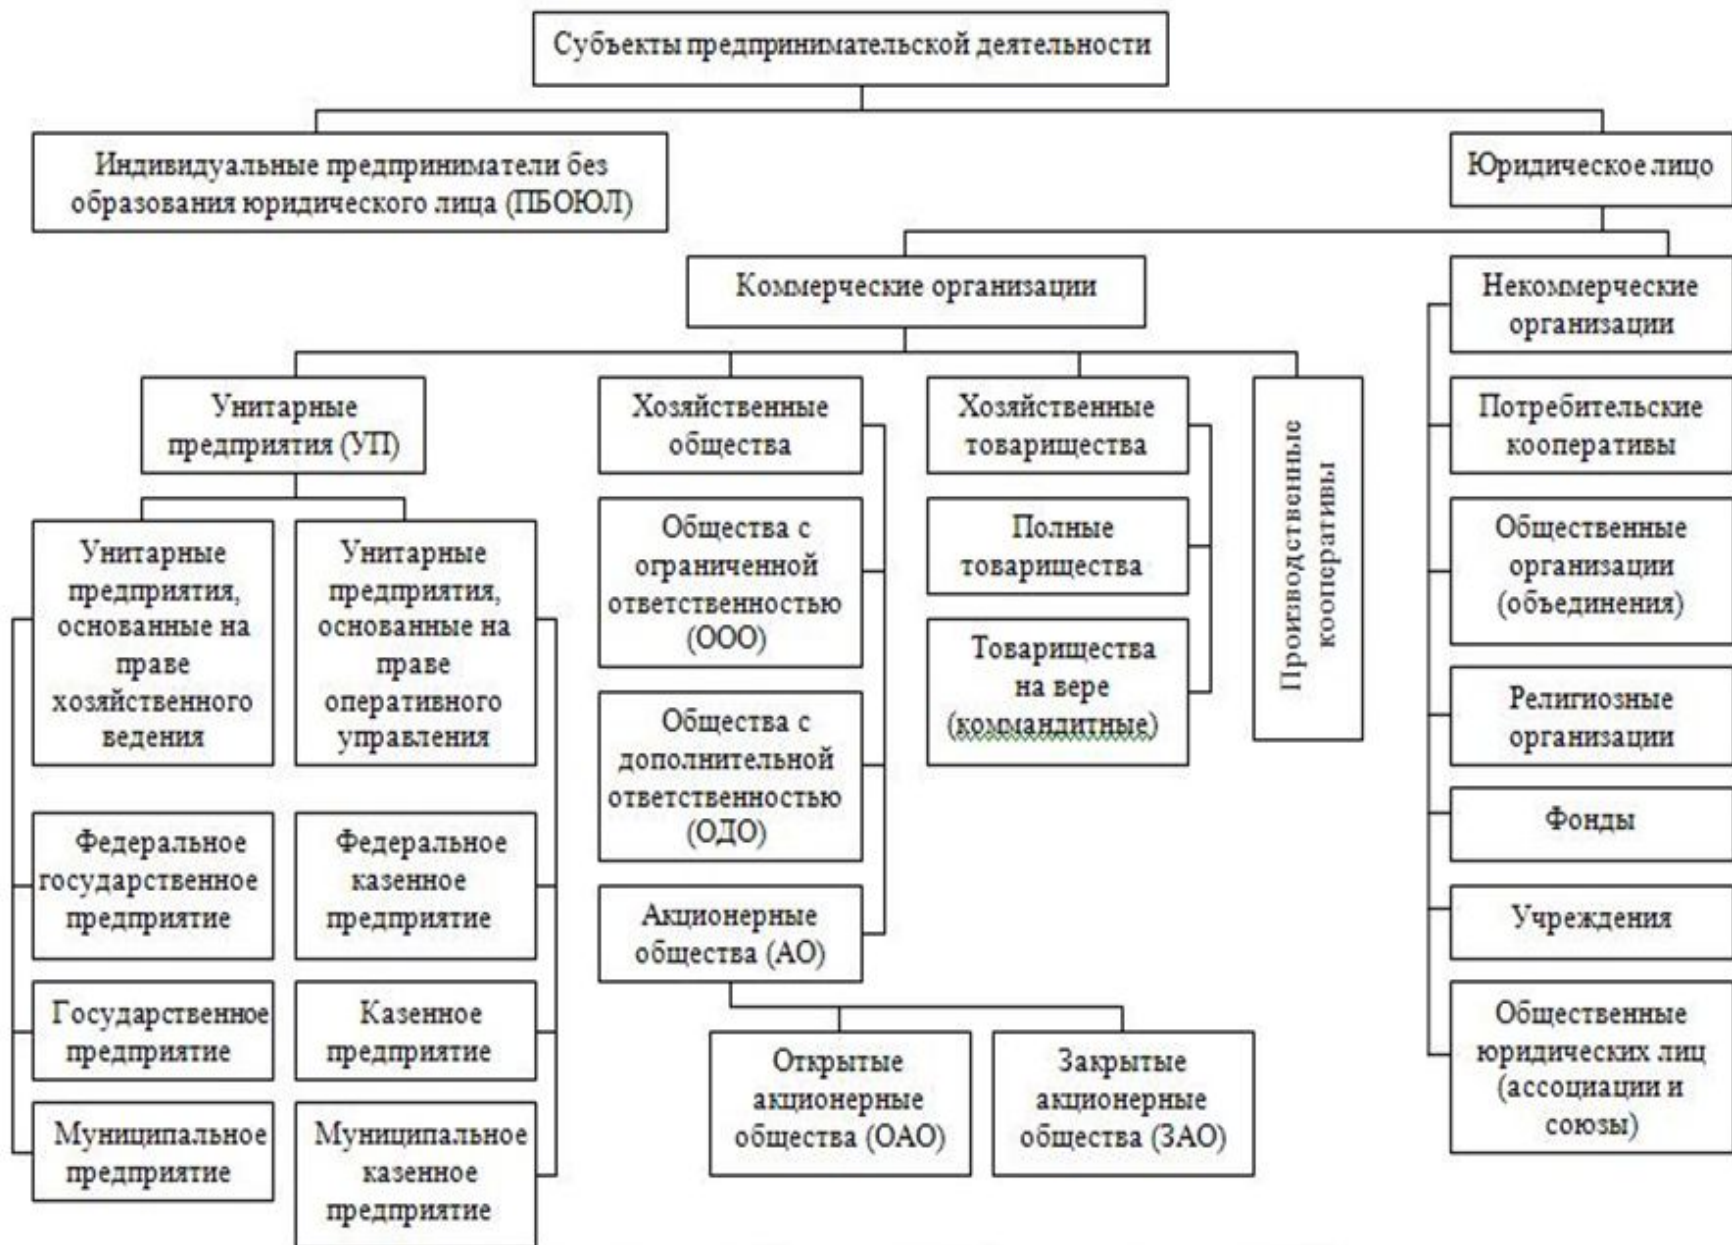 Субъекты предпринимательской деятельности
Индивидуальные предприниматели без
образования юридического лица (ПБОЮЛ)
Юридическое лицо
Коммерческие организации
Некоммерческие
организации
Унитарные
предприятия (УП)
Хозяйственные
общества
Хозяйственные
товарищества
Производственные
кооперативы
Потребительские
кооперативы
Унитарные
предприятия,
основанные на
праве
хозяйственного
ведения
Унитарные
предприятия,
основанные на
праве
оперативного
управления
Общества с
ограниченной
ответственностью
(ООО)
Полные
товарищества
Общественные
организации
(объединения)
Товарищества
на вере
(коммандитные)
Религиозные
организации
Общества с
дополнительной
ответственностью
(ОДО)
Фонды
Федеральное
государственное
предприятие
Федеральное
казенное
предприятие
Акционерные
общества (АО)
Учреждения
Государственное
предприятие
Казенное
предприятие
Открытые
акционерные
общества (ОАО)
Закрытые
акционерные
общества (ЗАО)
Общественные
юридических лиц
(ассоциации и
союзы)
Муниципальное
предприятие
Муниципальное
казенное
предприятие